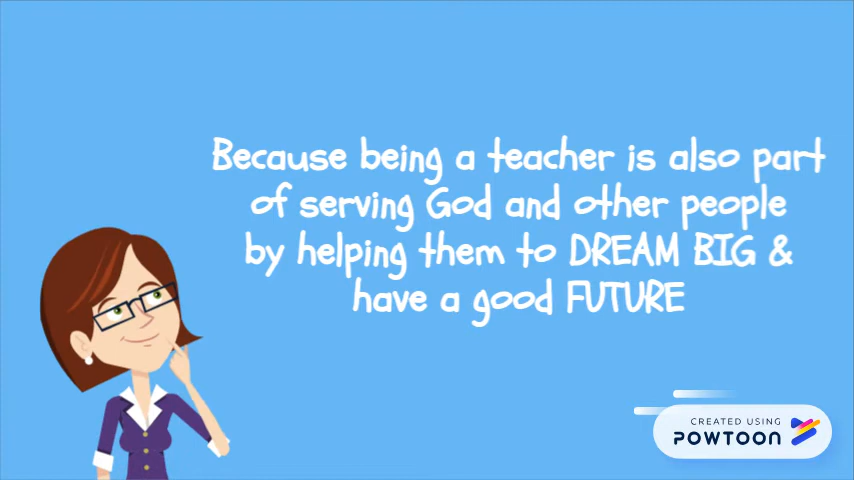 Because being a teacher is also part
of serving God and other people
by helping them to DREAM BIG &
have a good FUTURE
CREATED USING
POWTOON